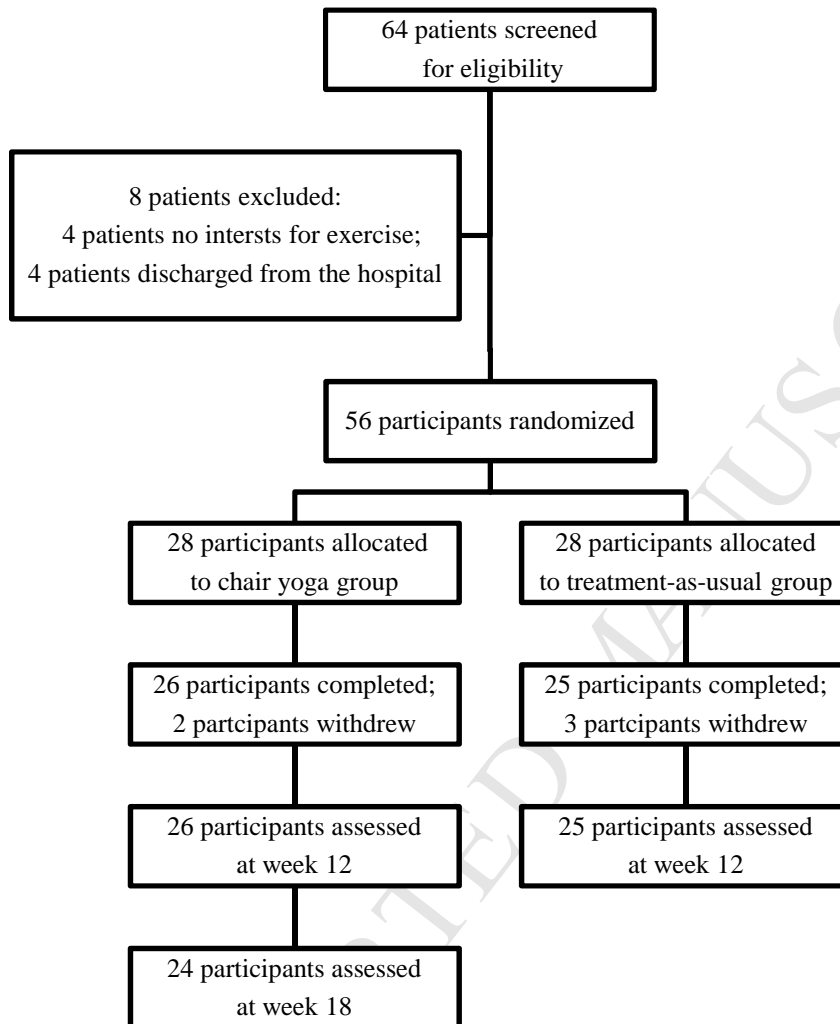 64 patients screened
for eligibility
8 patients excluded:
4 patients no intersts for exercise;
4 patients discharged from the hospital
56 participants randomized
28 participants allocated
to chair yoga group
28 participants allocated
to treatment-as-usual group
26 participants completed;
2 partcipants withdrew
25 participants completed;
3 partcipants withdrew
26 participants assessed
at week 12
25 participants assessed
at week 12
24 participants assessed
at week 18